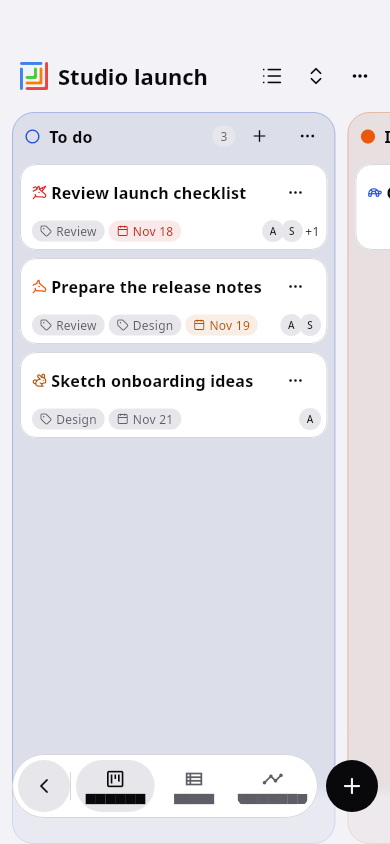 Studio launch
To do 3
Review launch checklist
Review Nov 18 A S +1
Prepare the release notes
Review Design Nov 19 A S
Sketch onboarding ideas
Design Nov 21 A